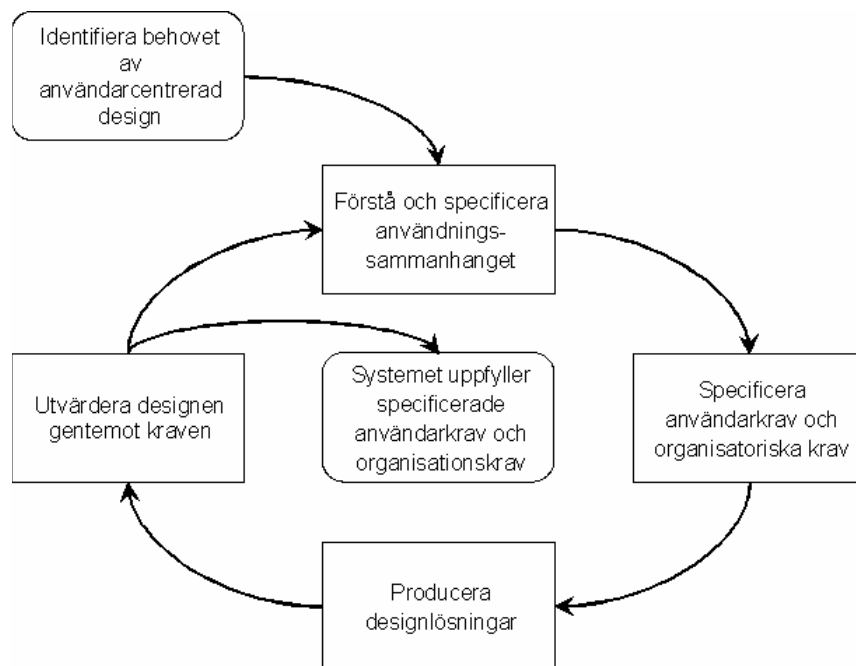 Identifiera behovet
av
användarcentrerad
design
Förstå och specificera
användnings-
sammanhanget
Utvärdera designen
gentemot kraven
Systemet uppfyller
specificerade
användarkrav och
organisationskrav
Specificera
användarkrav och
organisatoriska krav
Producera
designlösningar